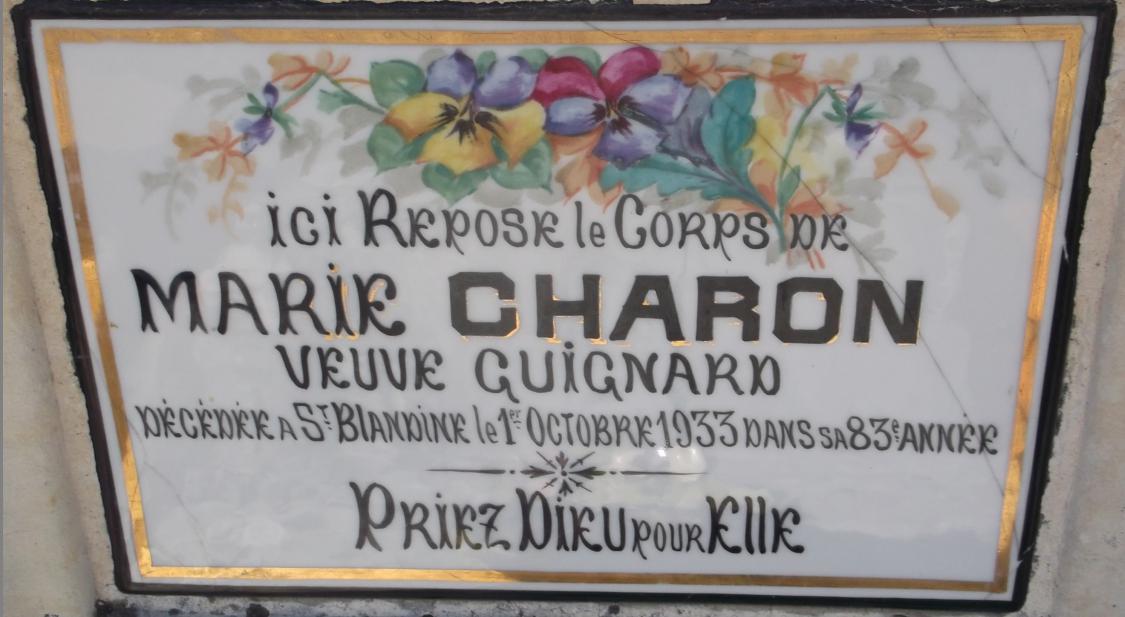 ici Repose le Corps de
MARiE CHARON
VEUVE GUiGNARD
DÉCÉDÉE A St BlANDiNE le 1er OCTOBRE 1933 DANS SA 83e ANNÉE
PRiEZ DiEU POUR EllE